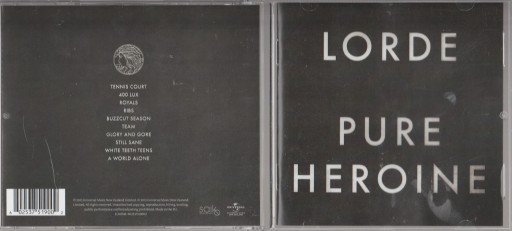 TENNIS COURT
400 LUX
ROYALS
RIBS
BUZZCUT SEASON
TEAM
GLORY AND GORE
STILL SANE
WHITE TEETH TEENS
A WORLD ALONE
LORDE
PURE
HEROINE